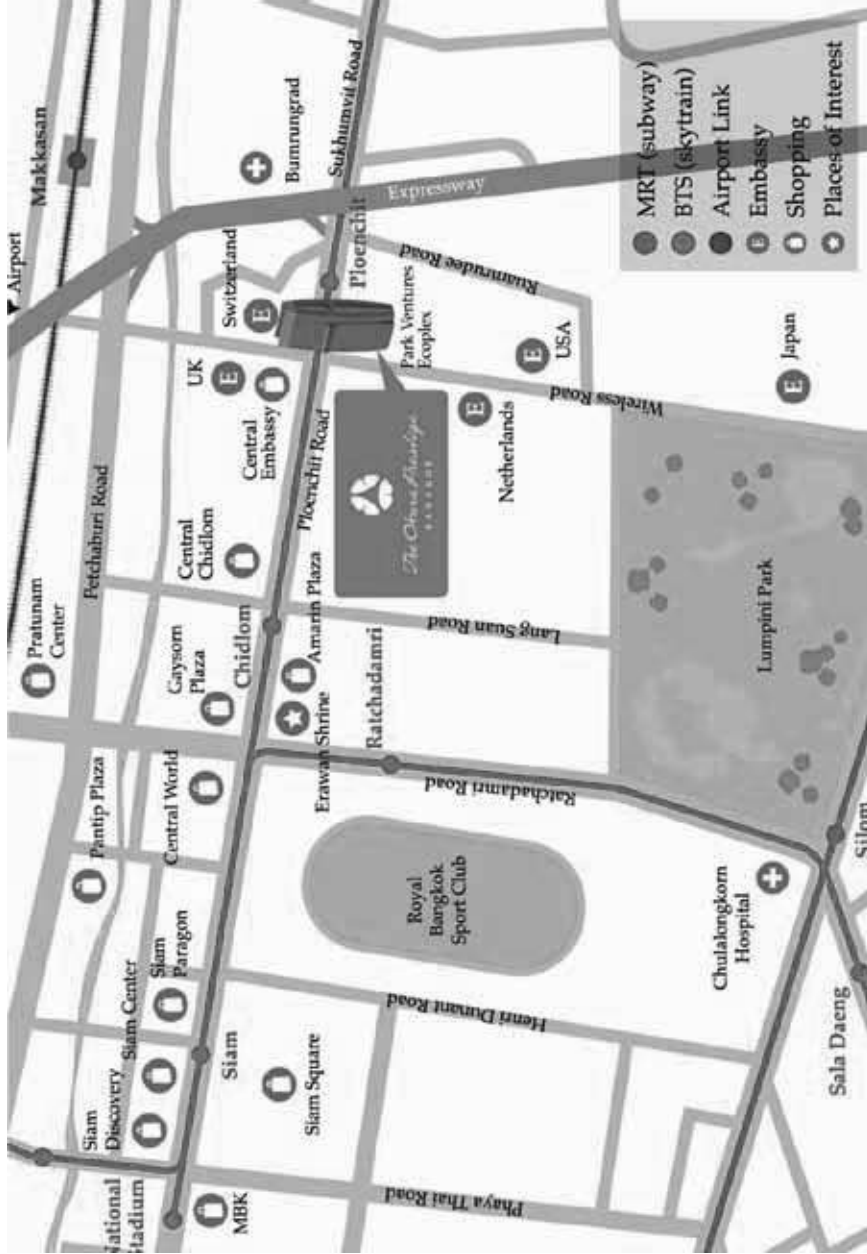 Airport
Makkasan
Petchaburi Road
Pratunam
Center
Pantip Plaza
Bumrungrad
Sukhumvit Road
Expressway
Ploenchit
Ruamrudee Road
Switzerland
UK
Central
Embassy
Park Ventures
Ecoplex
Ploenchit Road
The Okura Prestige
BANGKOK
Netherlands
USA
Wireless Road
Japan
Central
Chidlom
Chidlom
Gaysorn
Plaza
Amarin Plaza
Erawan Shrine
Lang Suan Road
Ratchadamri
Ratchadamri Road
Central World
Lumpini Park
Siam
Paragon
Siam Center
Siam
Discovery
National
Stadium
MBK
Siam
Siam Square
Royal
Bangkok
Sport Club
Henri Dunant Road
Phaya Thai Road
Chulalongkorn
Hospital
Silom
Sala Daeng
MRT (subway)
BTS (skytrain)
Airport Link
E Embassy
Shopping
Places of Interest